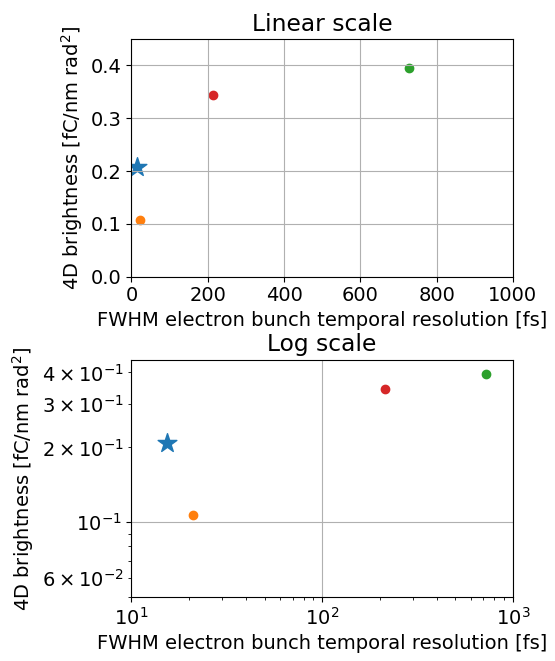 Linear scale
4D brightness [fC/nm rad²]
0.4
0.3
0.2
0.1
0.0
0 200 400 600 800 1000
FWHM electron bunch temporal resolution [fs]
Log scale
4D brightness [fC/nm rad²]
4 × 10⁻¹
3 × 10⁻¹
2 × 10⁻¹
10⁻¹
6 × 10⁻²
10¹ 10² 10³
FWHM electron bunch temporal resolution [fs]